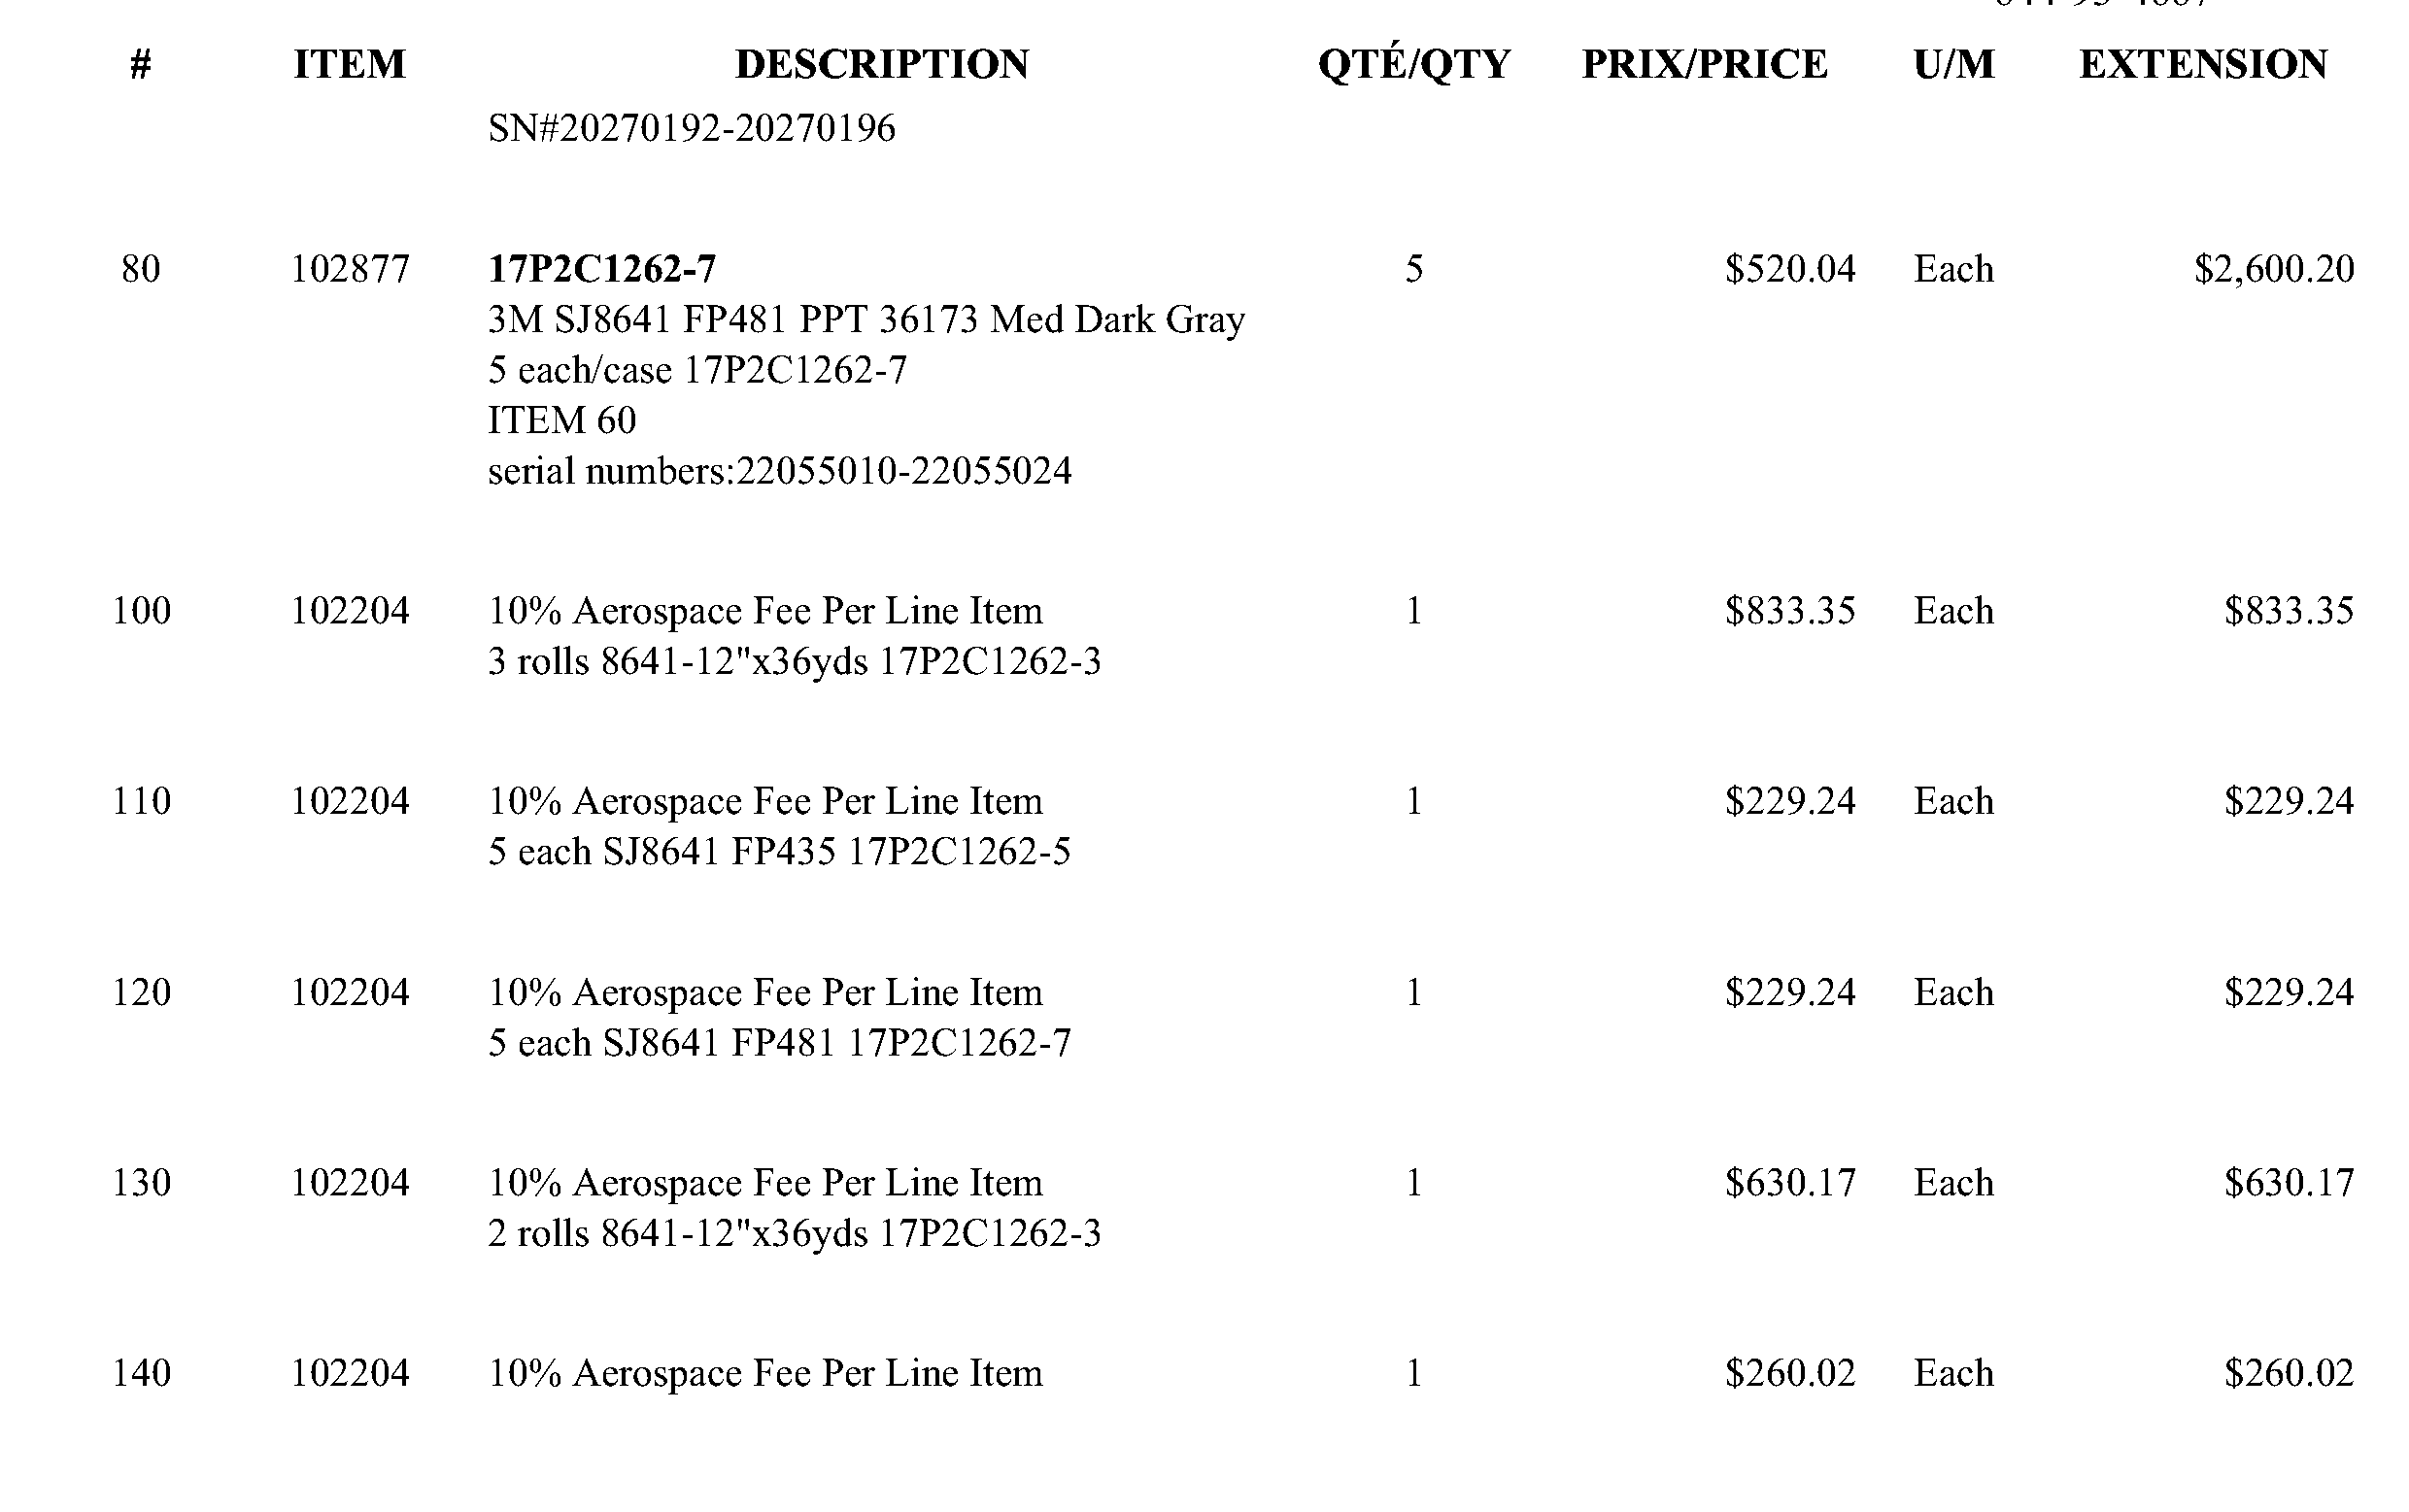 # ITEM DESCRIPTION QTÉ/QTY PRIX/PRICE U/M EXTENSION
SN#20270192-20270196
80 102877 17P2C1262-7 5 $520.04 Each $2,600.20
3M SJ8641 FP481 PPT 36173 Med Dark Gray
5 each/case 17P2C1262-7
ITEM 60
serial numbers:22055010-22055024
100 102204 10% Aerospace Fee Per Line Item 1 $833.35 Each $833.35
3 rolls 8641-12"x36yds 17P2C1262-3
110 102204 10% Aerospace Fee Per Line Item 1 $229.24 Each $229.24
5 each SJ8641 FP435 17P2C1262-5
120 102204 10% Aerospace Fee Per Line Item 1 $229.24 Each $229.24
5 each SJ8641 FP481 17P2C1262-7
130 102204 10% Aerospace Fee Per Line Item 1 $630.17 Each $630.17
2 rolls 8641-12"x36yds 17P2C1262-3
140 102204 10% Aerospace Fee Per Line Item 1 $260.02 Each $260.02